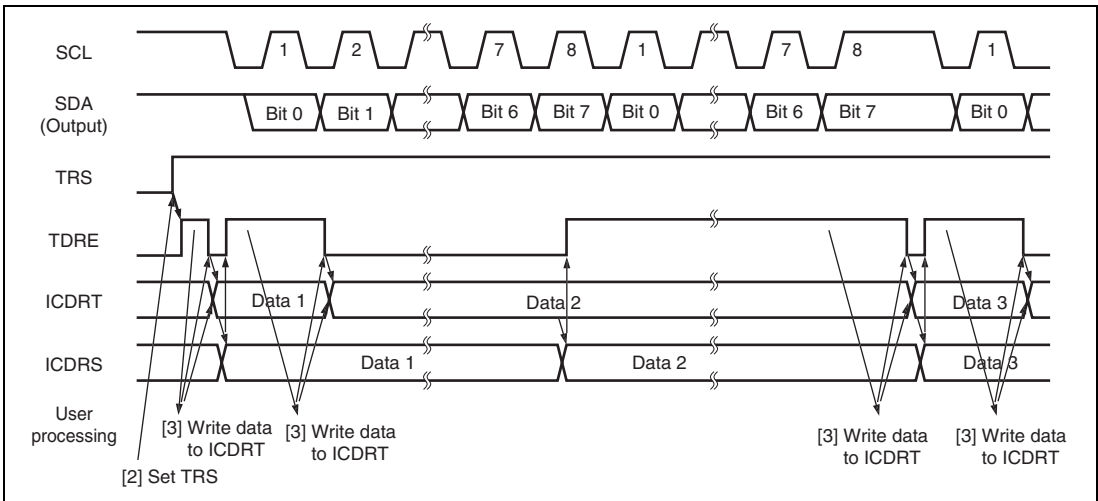 SCL 1 2 7 8 1 7 8 1
SDA
(Output) Bit 0 Bit 1 Bit 6 Bit 7 Bit 0 Bit 6 Bit 7 Bit 0
TRS
TDRE
ICDRT Data 1 Data 2 Data 3
ICDRS Data 1 Data 2 Data 3
User
processing
[3] Write data
to ICDRT
[3] Write data
to ICDRT
[3] Write data
to ICDRT
[3] Write data
to ICDRT
[2] Set TRS